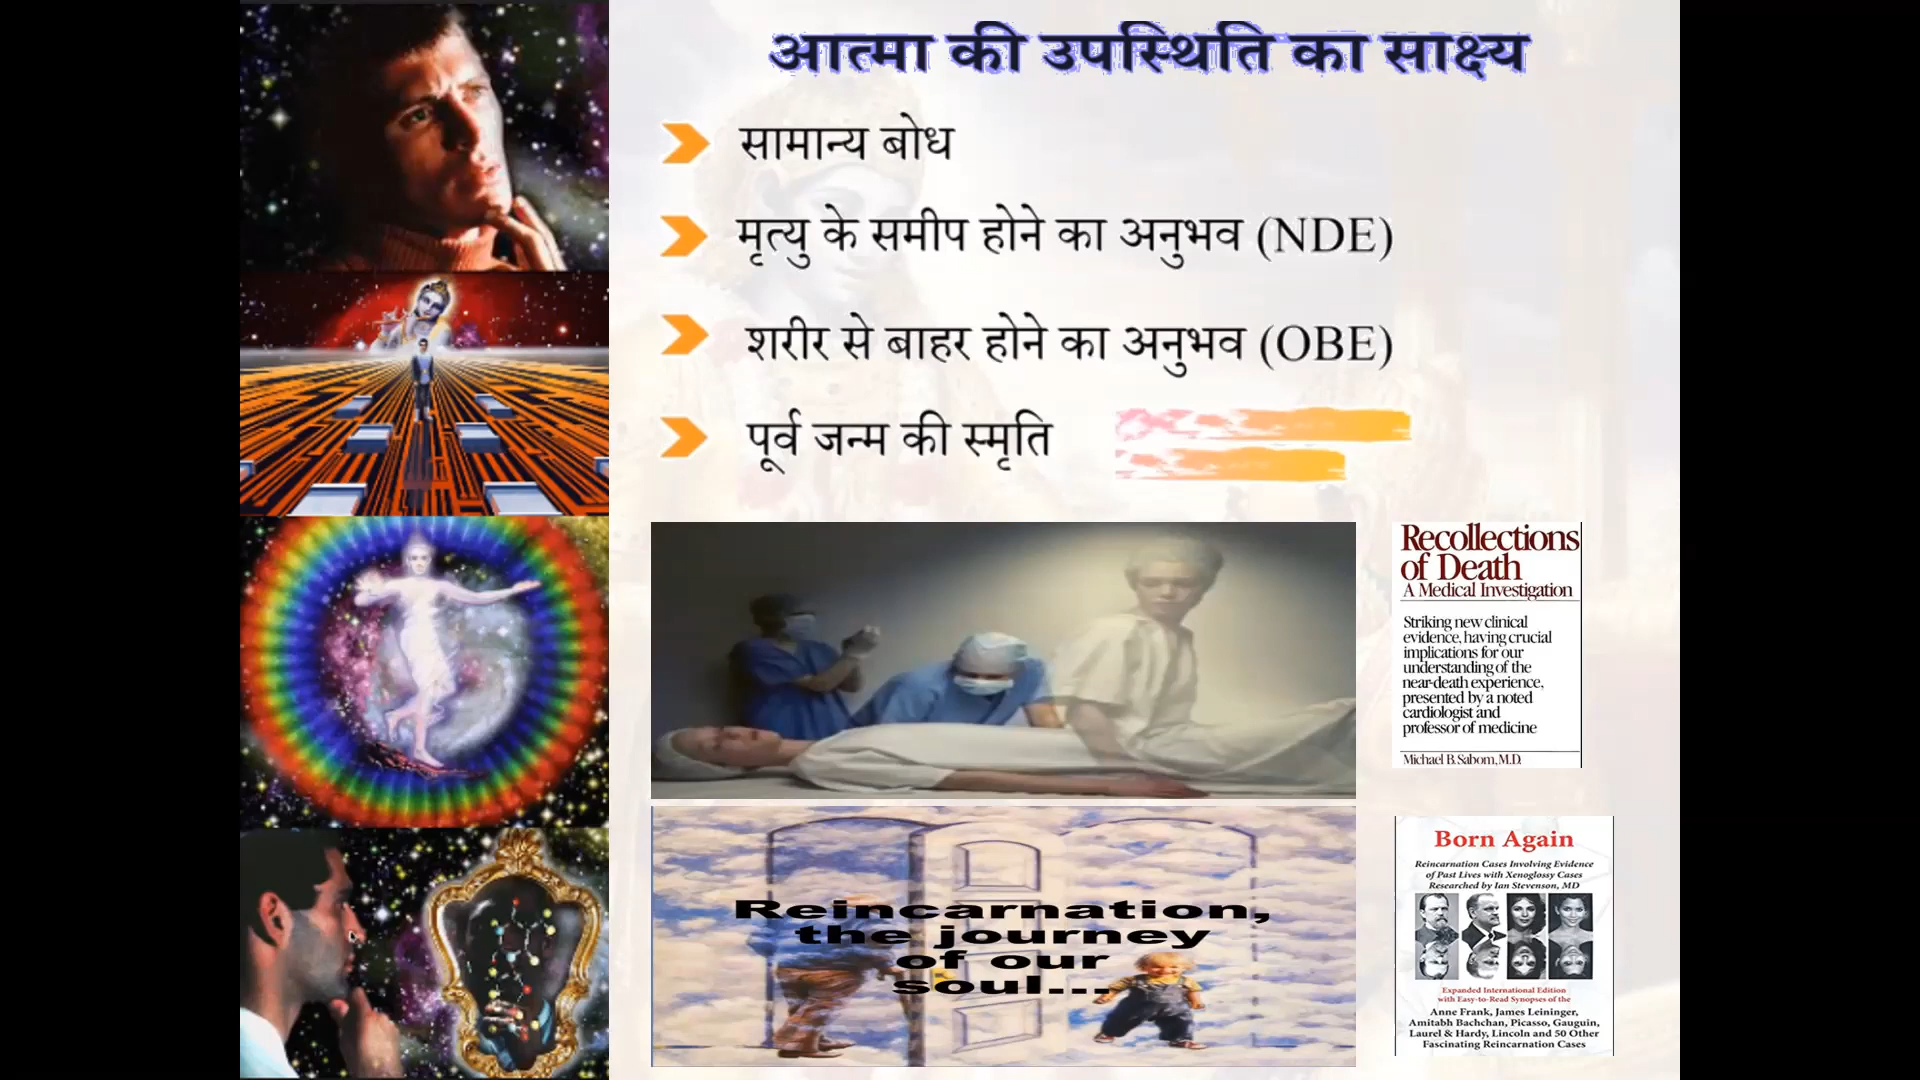 आत्मा की उपस्थिति का साक्ष्य
सामान्य बोध
मृत्यु के समीप होने का अनुभव (NDE)
शरीर से बाहर होने का अनुभव (OBE)
पूर्व जन्म की स्मृति
Recollections
of Death
A Medical Investigation
Striking new clinical
evidence, having crucial
implications for our
understanding of the
near-death experience,
presented by a noted
cardiologist and
professor of medicine
Michael B. Sabom, M.D.
Reincarnation,
the journey
of our
soul...
Born Again
Reincarnation Cases Involving Evidence
of Past Lives with Xenoglossy Cases
Researched by Ian Stevenson, MD
Expanded International Edition
with Easy-to-Read Synopses of the
Anne Frank, James Leininger,
Amitabh Bachchan, Picasso, Gauguin,
Laurel & Hardy, Lincoln and 50 Other
Fascinating Reincarnation Cases